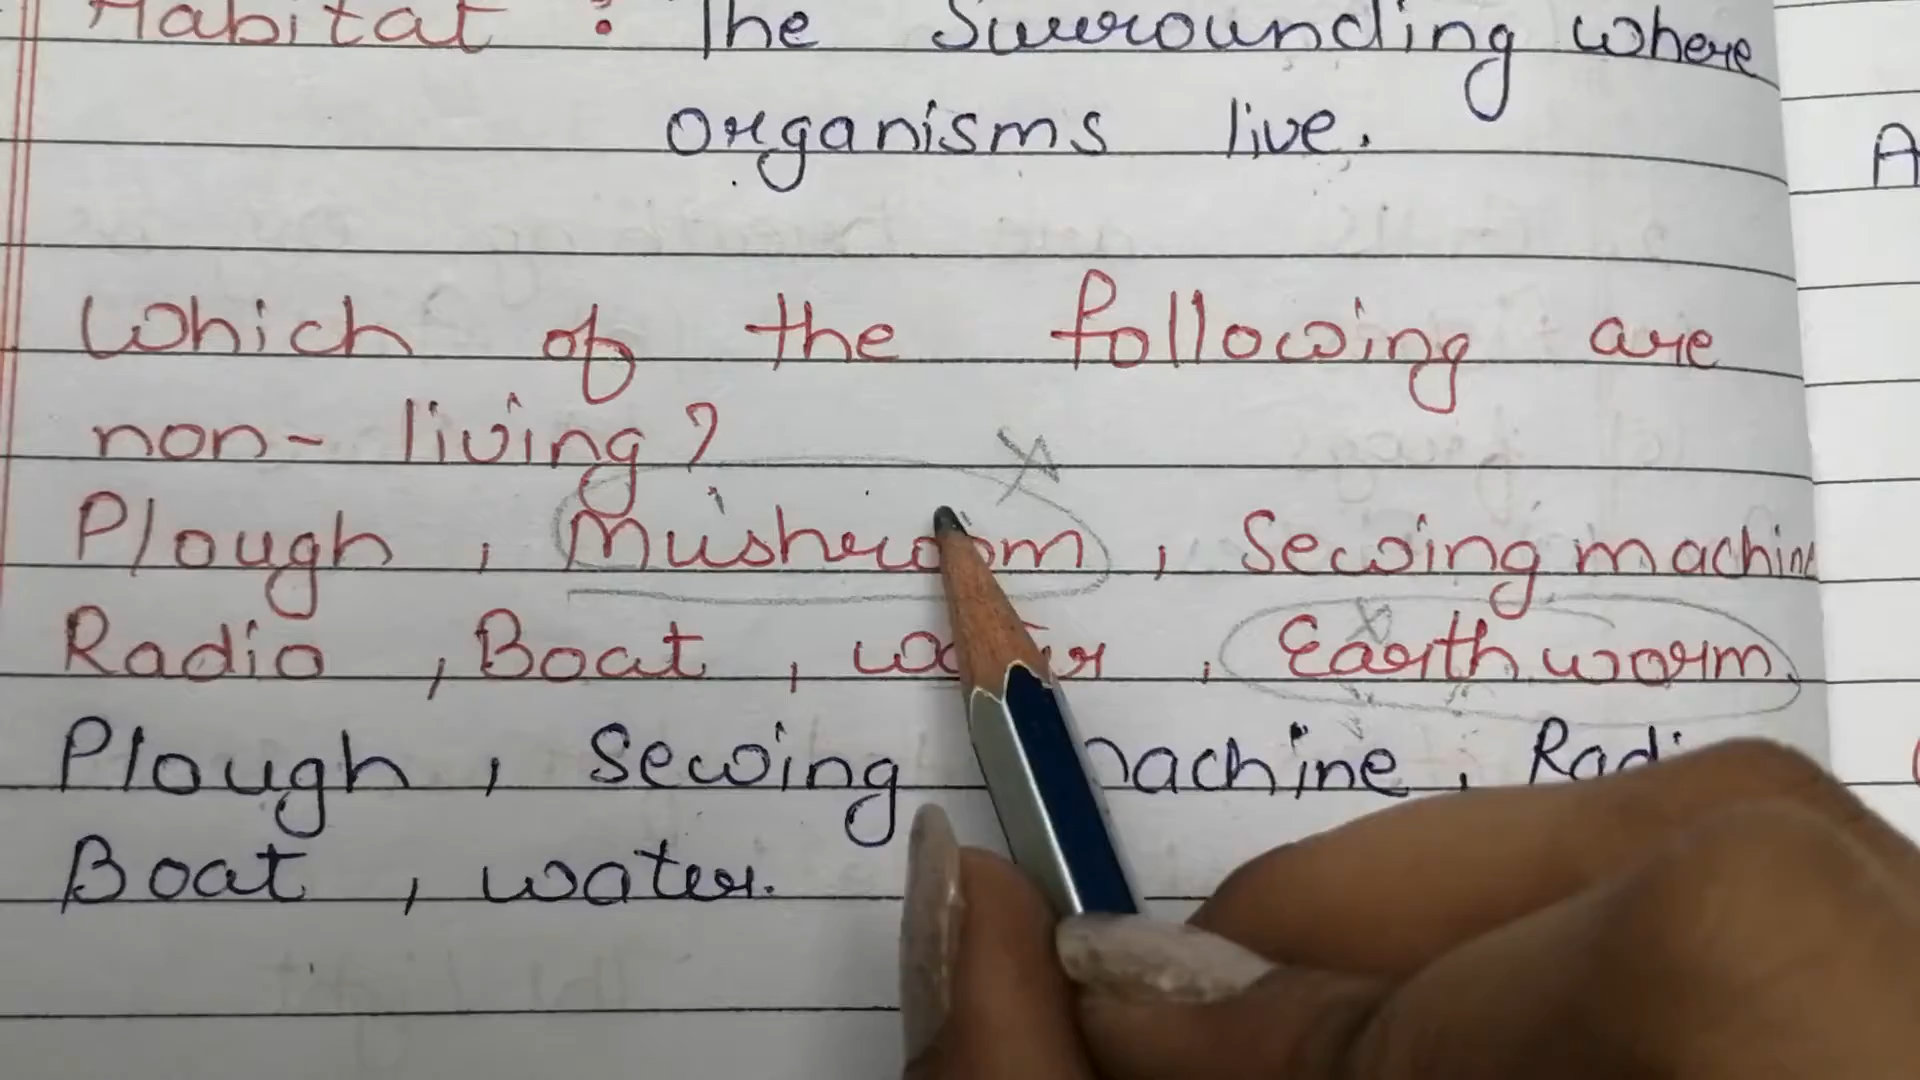 Habitat : The Surrounding where
organisms live.
A
Which of the following are
non-living?
Plough, Mushroom, Sewing machine
Radio, Boat, water, Earthworm
Plough, Sewing machine, Radio
Boat, water.